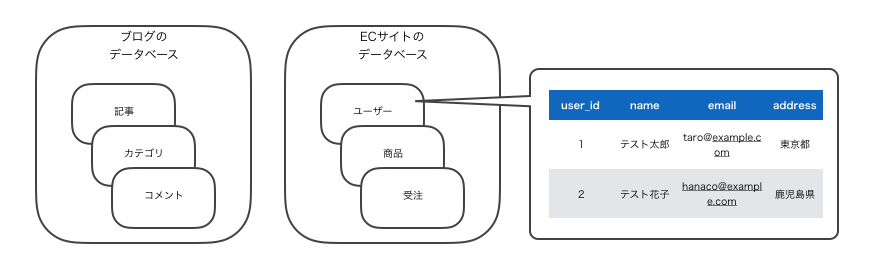 ブログの
データベース
記事
カテゴリ
コメント
ECサイトの
データベース
ユーザー
商品
受注
user_id name email address
1 テスト太郎 taro@example.c
om 東京都
2 テスト花子 hanaco@exampl
e.com 鹿児島県